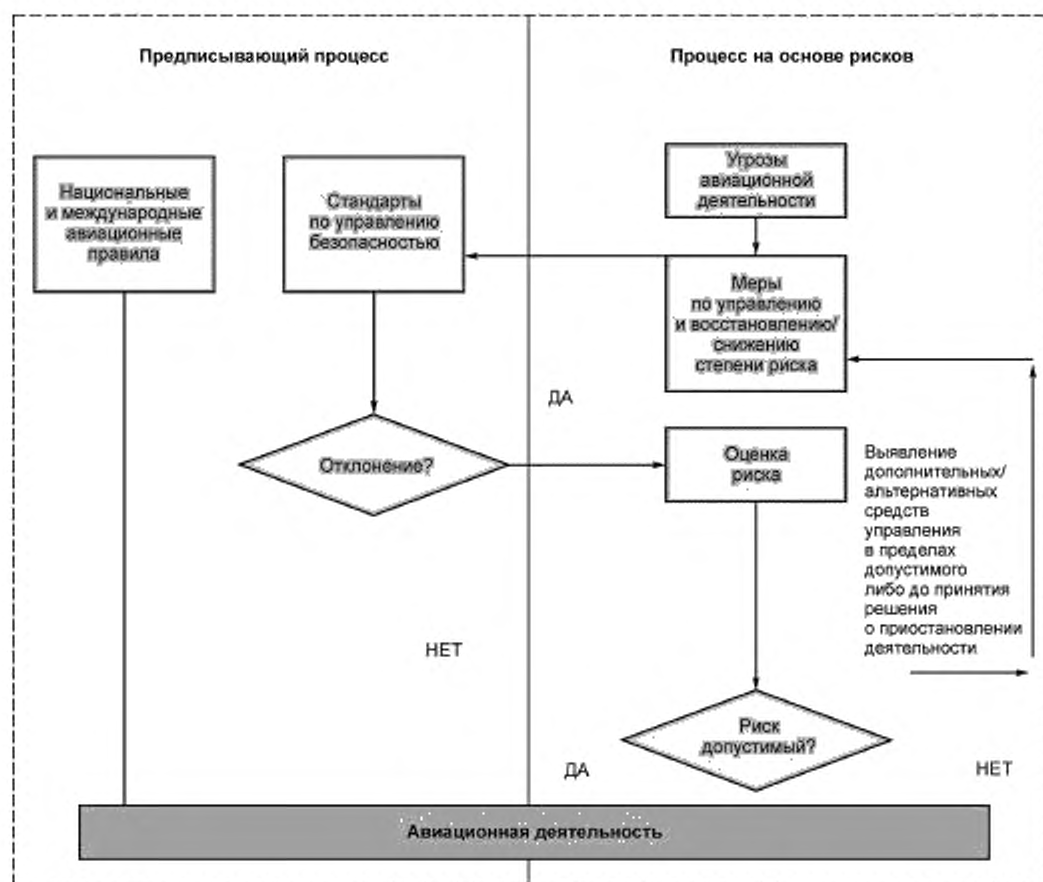 Предписывающий процесс
Процесс на основе рисков
Национальные
и международные
авиационные
правила
Стандарты
по управлению
безопасностью
Угрозы
авиационной
деятельности
Меры
по управлению
и восстановлению/
снижению
степени риска
ДА
Отклонение?
Оценка
риска
Выявление
дополнительных/
альтернативных
средств
управления
в пределах
допустимого
либо до принятия
решения
о приостановлении
деятельности
НЕТ
Риск
допустимый?
ДА
НЕТ
Авиационная деятельность